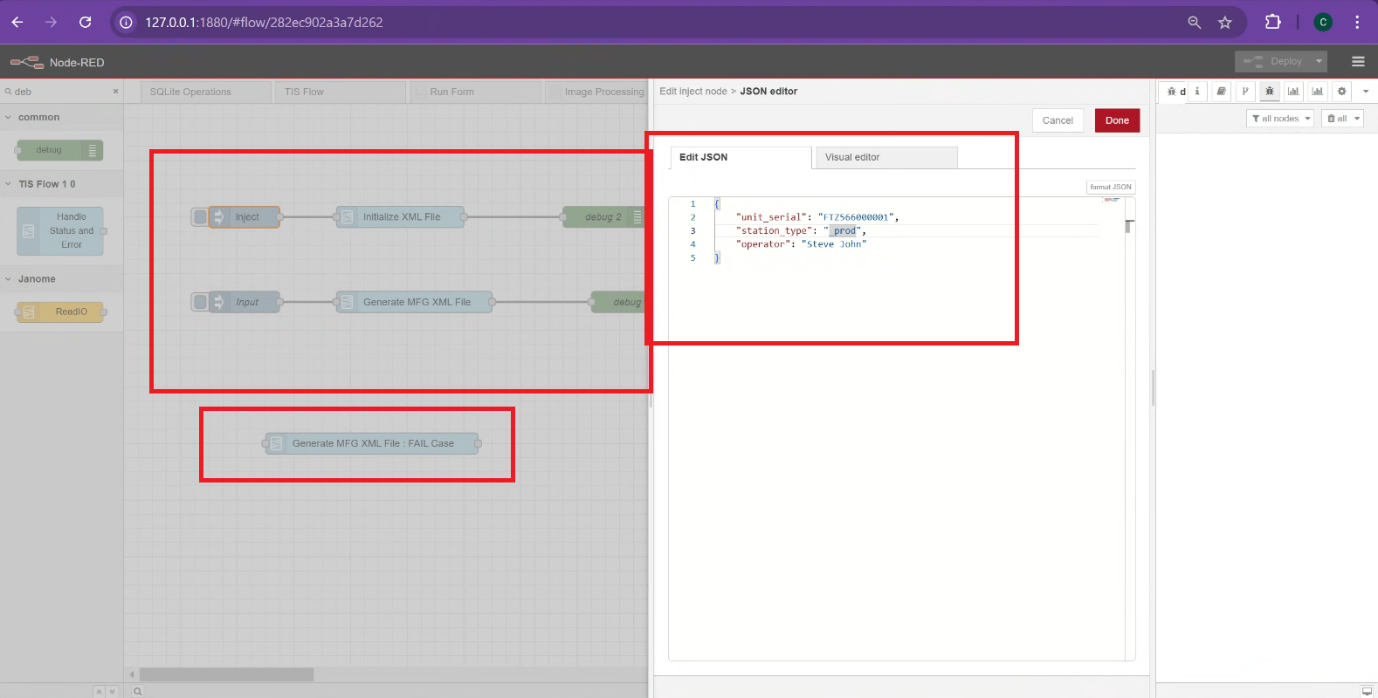 127.0.0.1:1880/#flow/282ec902a3a7d262
C
Node-RED
Deploy
deb
SQLite Operations
TIS Flow
Run Form
Image Processing
Edit inject node > JSON editor
d
i
common
Cancel
Done
all nodes
all
debug
Edit JSON
Visual editor
TIS Flow 1 0
format JSON
Handle
Status and
Error
Inject
Initialize XML File
debug 2
1 {
2 "unit_serial": "FTZ566000001",
3 "station_type": "_prod",
4 "operator": "Steve John"
5 }
Janome
ReadIO
Input
Generate MFG XML File
debug
Generate MFG XML File : FAIL Case